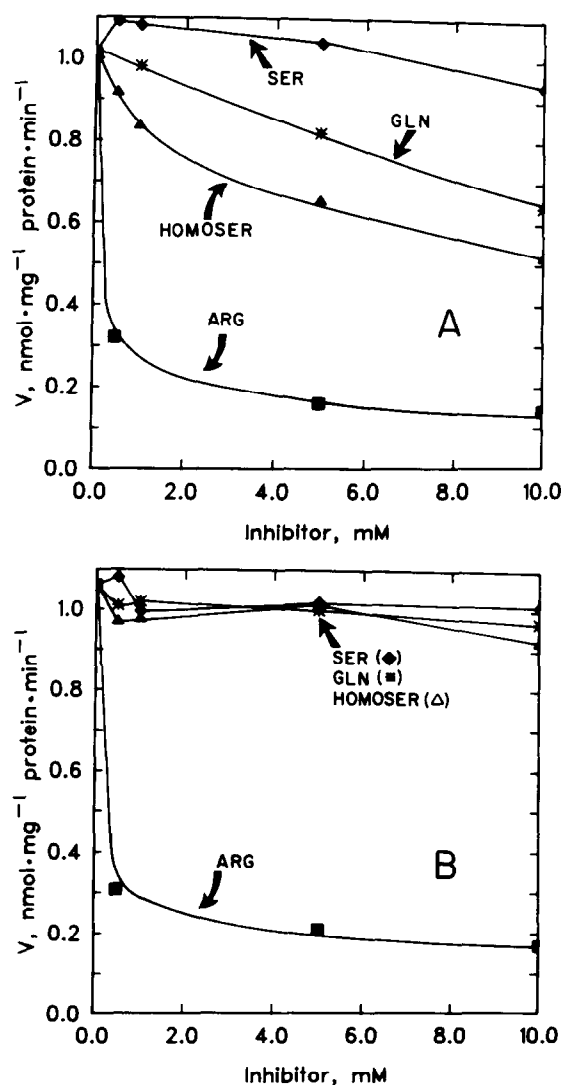 V, nmol·mg⁻¹ protein·min⁻¹
1.0
0.8
0.6
0.4
0.2
0.0
SER
GLN
HOMOSER
ARG
A
0.0 2.0 4.0 6.0 8.0 10.0
Inhibitor, mM
V, nmol·mg⁻¹ protein·min⁻¹
1.0
0.8
0.6
0.4
0.2
0.0
SER (◆)
GLN (✱)
HOMOSER (△)
ARG
B
0.0 2.0 4.0 6.0 8.0 10.0
Inhibitor, mM